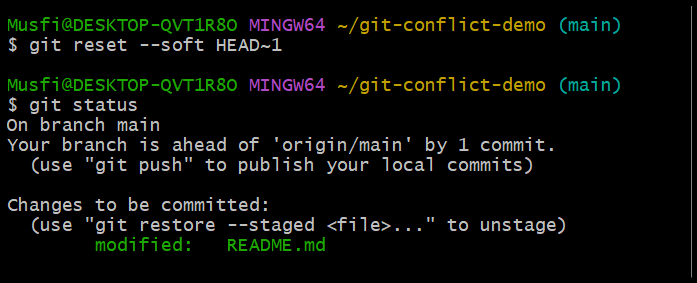 Musfi@DESKTOP-QVT1R8O MINGW64 ~/git-conflict-demo (main)
$ git reset --soft HEAD~1
Musfi@DESKTOP-QVT1R8O MINGW64 ~/git-conflict-demo (main)
$ git status
On branch main
Your branch is ahead of 'origin/main' by 1 commit.
  (use "git push" to publish your local commits)
Changes to be committed:
  (use "git restore --staged <file>..." to unstage)
        modified:   README.md